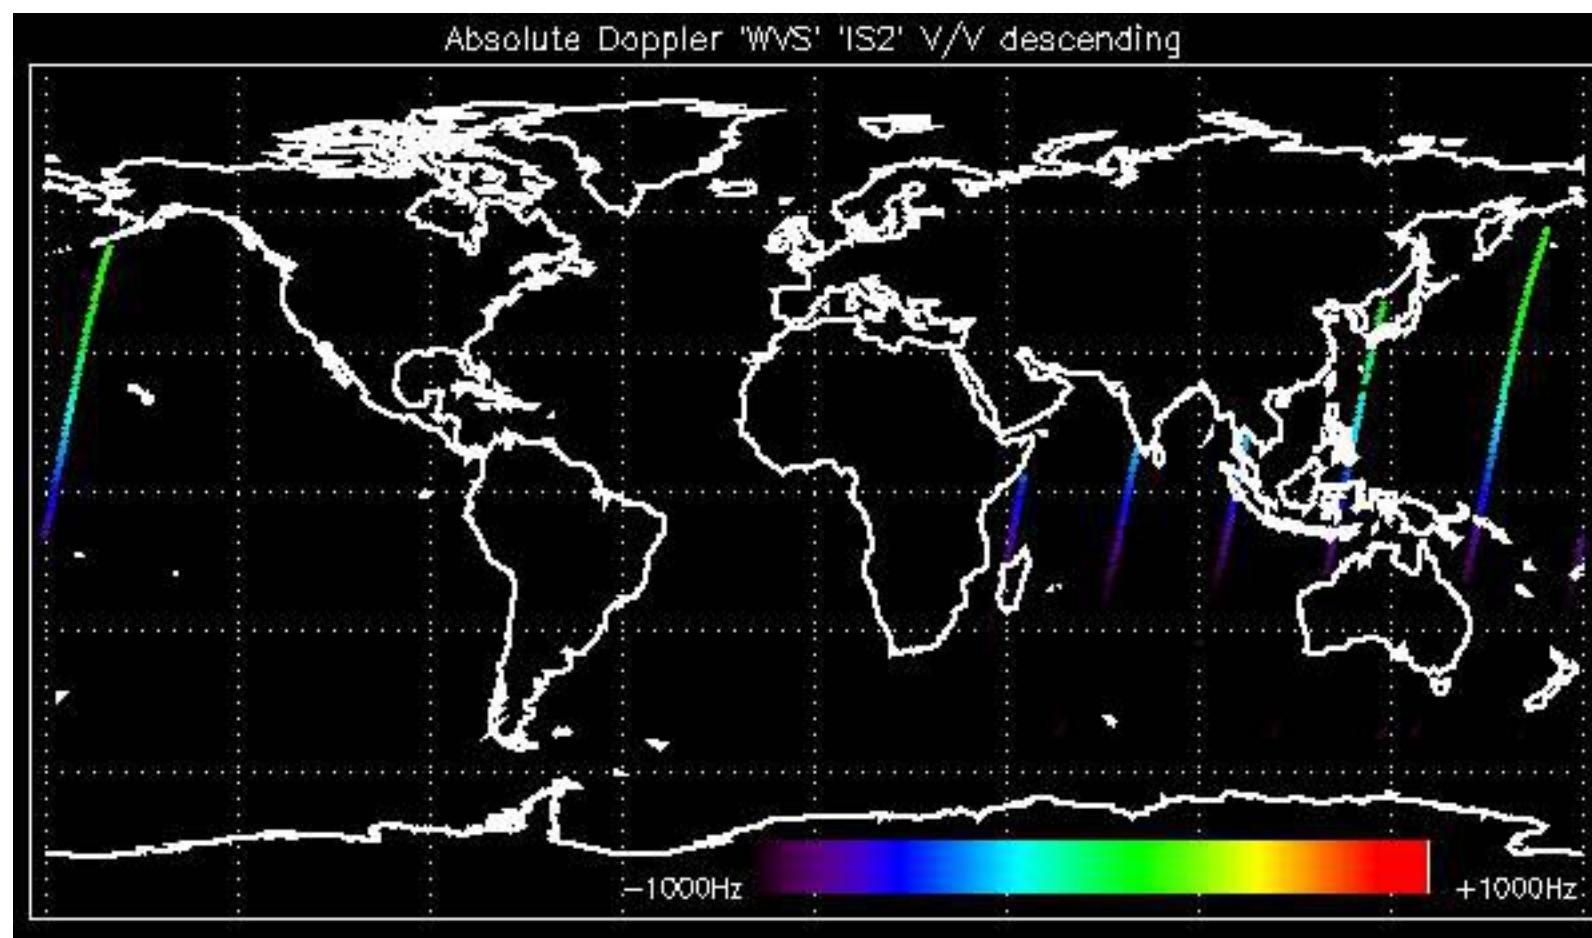 Absolute Doppler 'WVS' 'IS2' V/V descending
-1000Hz +1000Hz